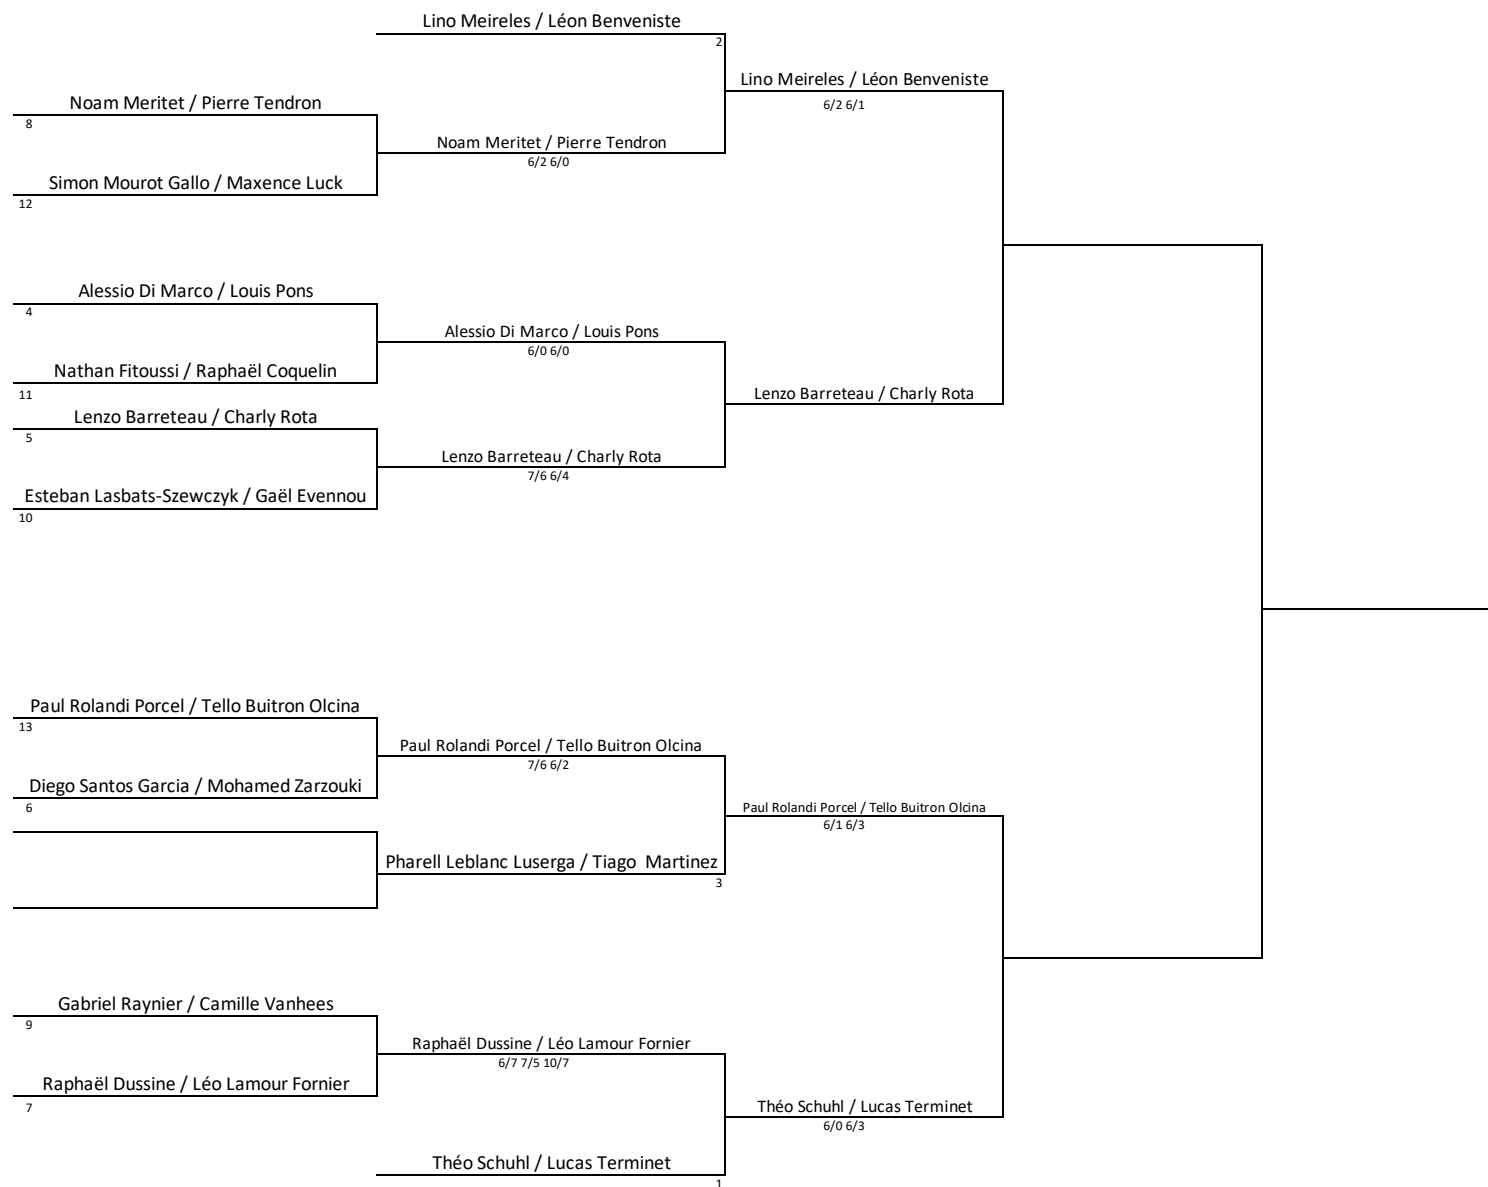 Lino Meireles / Léon Benveniste
2
Lino Meireles / Léon Benveniste
6/2 6/1
Noam Meritet / Pierre Tendron
8
Noam Meritet / Pierre Tendron
6/2 6/0
Simon Mourot Gallo / Maxence Luck
12
Alessio Di Marco / Louis Pons
4
Alessio Di Marco / Louis Pons
6/0 6/0
Nathan Fitoussi / Raphaël Coquelin
11
Lenzo Barreteau / Charly Rota
Lenzo Barreteau / Charly Rota
5
Lenzo Barreteau / Charly Rota
7/6 6/4
Esteban Lasbats-Szewczyk / Gaël Evennou
10
Paul Rolandi Porcel / Tello Buitron Olcina
13
Paul Rolandi Porcel / Tello Buitron Olcina
7/6 6/2
Diego Santos Garcia / Mohamed Zarzouki
6
Paul Rolandi Porcel / Tello Buitron Olcina
6/1 6/3
Pharell Leblanc Luserga / Tiago  Martinez
3
Gabriel Raynier / Camille Vanhees
9
Raphaël Dussine / Léo Lamour Fornier
6/7 7/5 10/7
Raphaël Dussine / Léo Lamour Fornier
7
Théo Schuhl / Lucas Terminet
6/0 6/3
Théo Schuhl / Lucas Terminet
1